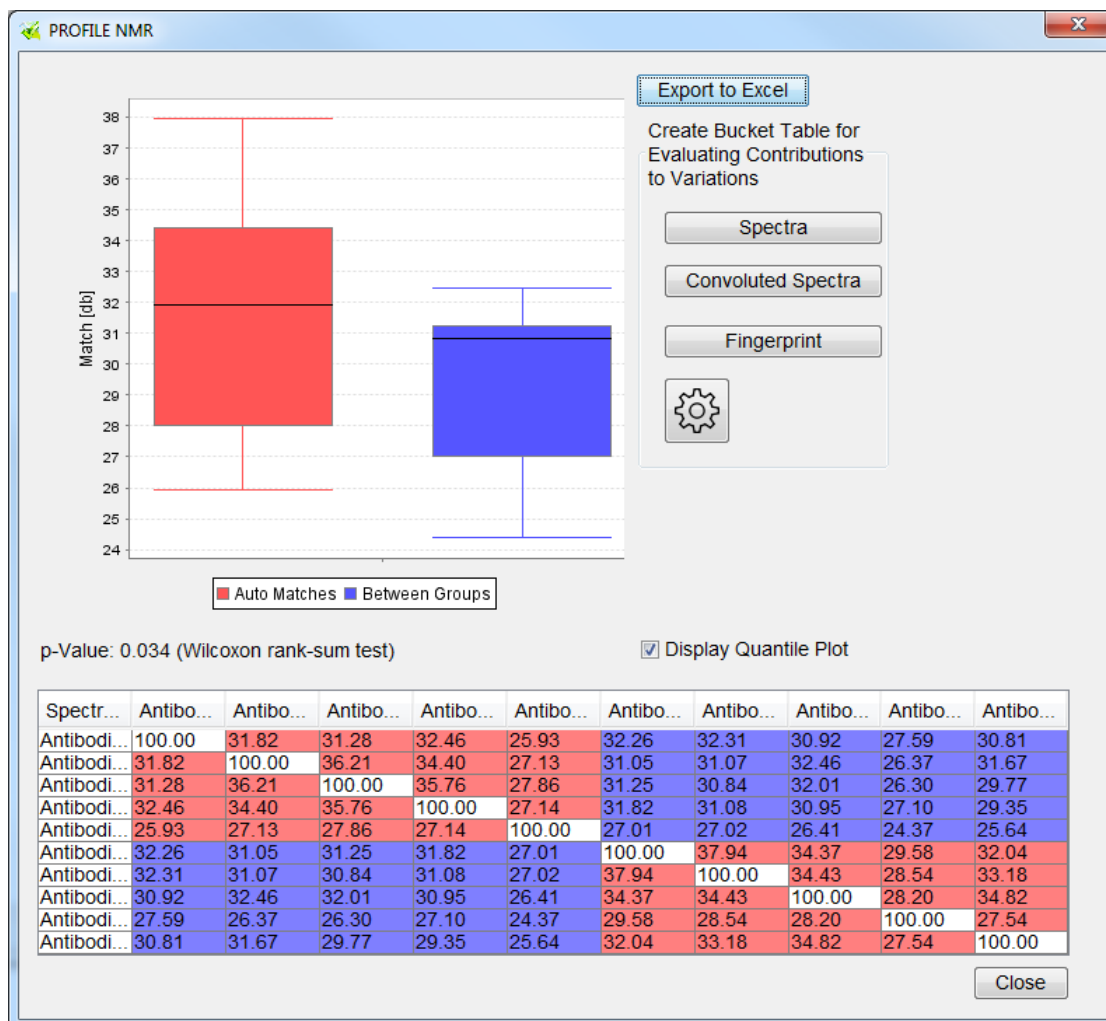 PROFILE NMR
Export to Excel
Create Bucket Table for
Evaluating Contributions
to Variations
Spectra
Convoluted Spectra
Fingerprint
Match [db]
38
37
36
35
34
33
32
31
30
29
28
27
26
25
24
Auto Matches Between Groups
p-Value: 0.034 (Wilcoxon rank-sum test)
Display Quantile Plot
Spectr... Antibo... Antibo... Antibo... Antibo... Antibo... Antibo... Antibo... Antibo... Antibo... Antibo...
Antibodi... 100.00 31.82 31.28 32.46 25.93 32.26 32.31 30.92 27.59 30.81
Antibodi... 31.82 100.00 36.21 34.40 27.13 31.05 31.07 32.46 26.37 31.67
Antibodi... 31.28 36.21 100.00 35.76 27.86 31.25 30.84 32.01 26.30 29.77
Antibodi... 32.46 34.40 35.76 100.00 27.14 31.82 31.08 30.95 27.10 29.35
Antibodi... 25.93 27.13 27.86 27.14 100.00 27.01 27.02 26.41 24.37 25.64
Antibodi... 32.26 31.05 31.25 31.82 27.01 100.00 37.94 34.37 29.58 32.04
Antibodi... 32.31 31.07 30.84 31.08 27.02 37.94 100.00 34.43 28.54 33.18
Antibodi... 30.92 32.46 32.01 30.95 26.41 34.37 34.43 100.00 28.20 34.82
Antibodi... 27.59 26.37 26.30 27.10 24.37 29.58 28.54 28.20 100.00 27.54
Antibodi... 30.81 31.67 29.77 29.35 25.64 32.04 33.18 34.82 27.54 100.00
Close